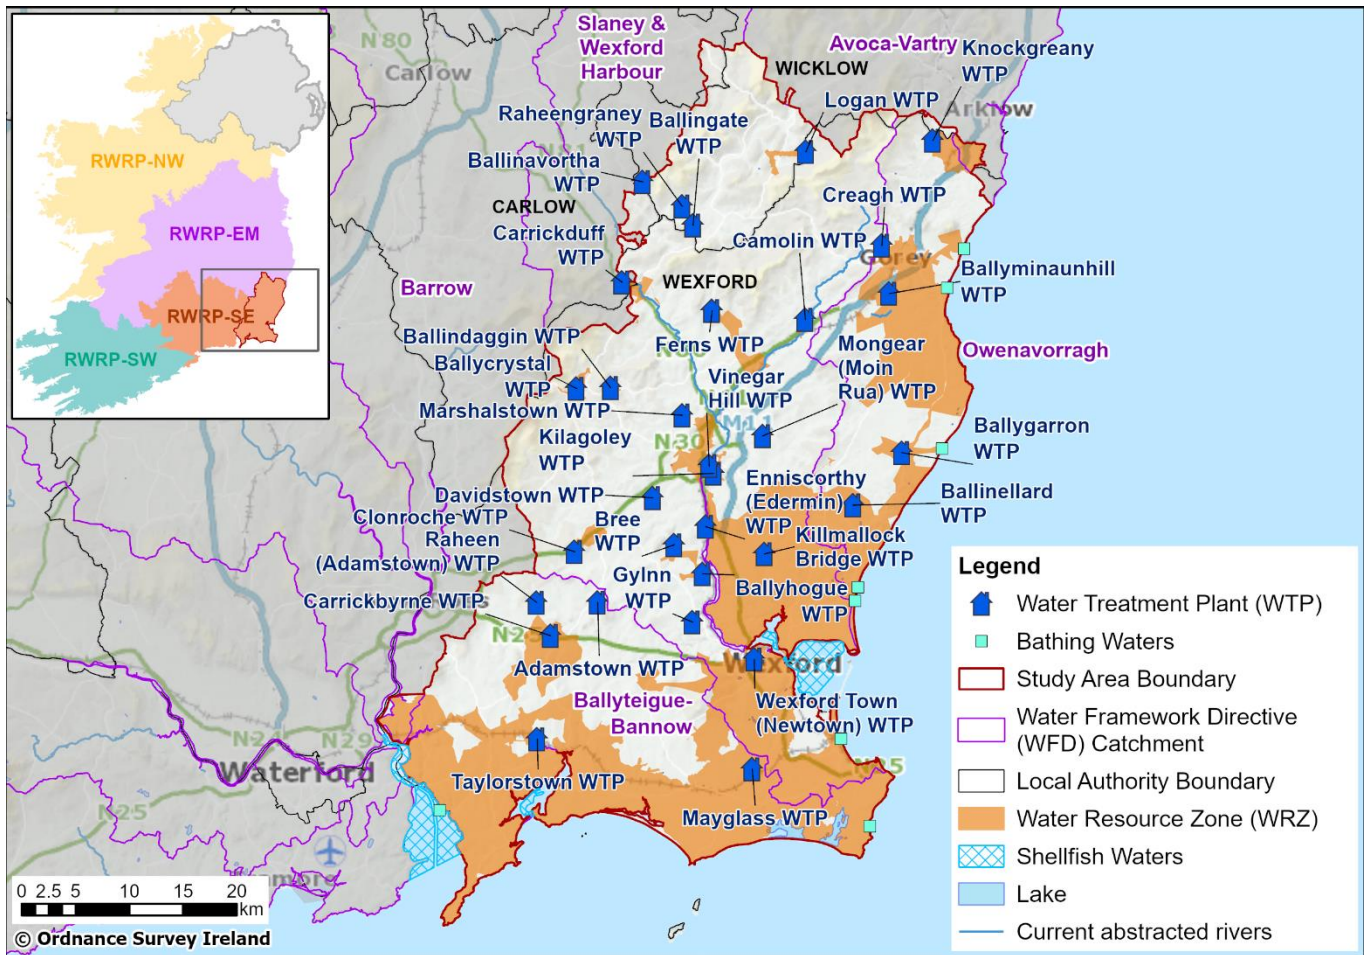 RWRP-NW
RWRP-EM
RWRP-SE
RWRP-SW
N80
Carlow
Slaney &
Wexford
Harbour
Avoca-Vartry
WICKLOW
Knockgreany
WTP
Logan WTP
Arklow
Raheengraney
WTP
Ballingate
WTP
N81
Ballinavortha
WTP
CARLOW
Carrickduff
WTP
Creagh WTP
Camolin WTP
Gorey
Barrow
WEXFORD
Ballyminaunhill
WTP
Ballindaggin WTP
Ferns WTP
Ballycrystal
WTP
Mongear
(Moin
Rua) WTP
Owenavorragh
Vinegar
Hill WTP
Marshalstown WTP
M11
N30
Kilagoley
WTP
Ballygarron
WTP
Enniscorthy
(Edermin)
WTP
Davidstown WTP
Ballinellard
WTP
Clonroche WTP
Bree
WTP
Killmallock
Bridge WTP
Raheen
(Adamstown) WTP
Gylnn
WTP
Ballyhogue
WTP
Carrickbyrne WTP
Adamstown WTP
Wexford
Ballyteigue-
Bannow
Wexford Town
(Newtown) WTP
N29
Waterford
N25
N25
Taylorstown WTP
Mayglass WTP
Legend
Water Treatment Plant (WTP)
Bathing Waters
Study Area Boundary
Water Framework Directive
(WFD) Catchment
Local Authority Boundary
Water Resource Zone (WRZ)
Shellfish Waters
Lake
Current abstracted rivers
0 2.5 5 10 15 20
km
© Ordnance Survey Ireland